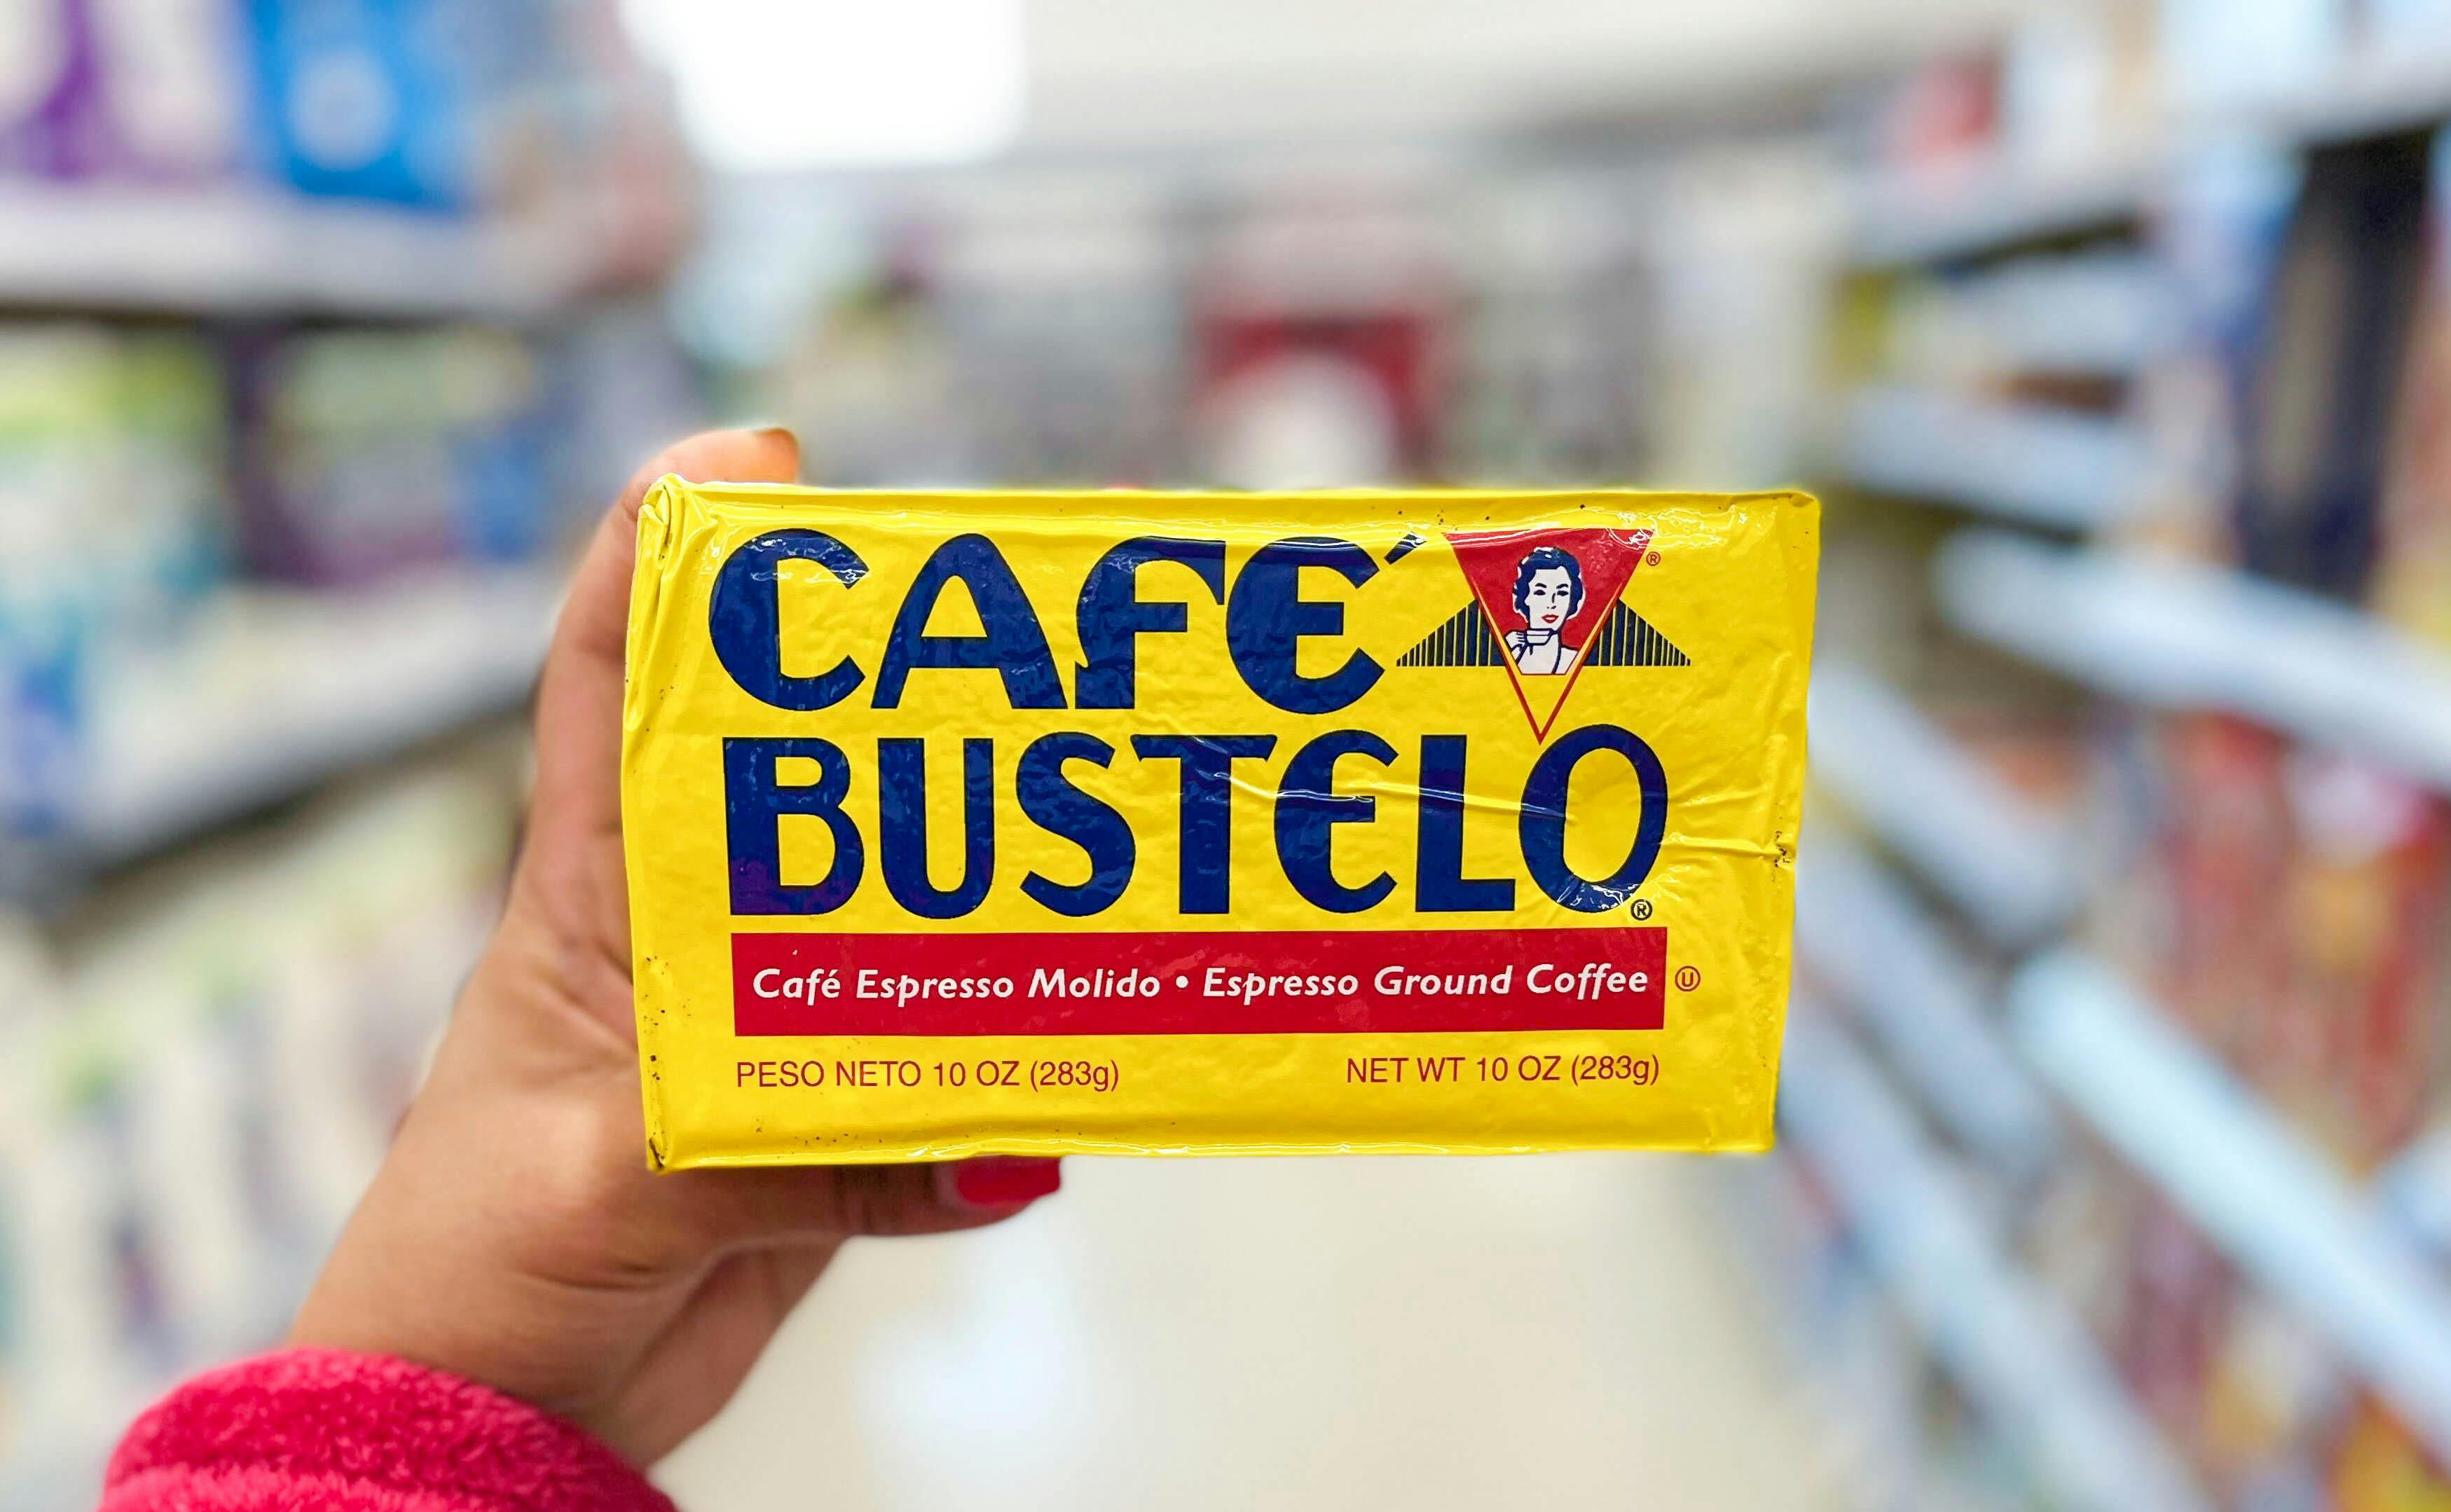 CAFÉ
®
BUSTELO
®
Café Espresso Molido • Espresso Ground Coffee Ⓤ
PESO NETO 10 OZ (283g) NET WT 10 OZ (283g)